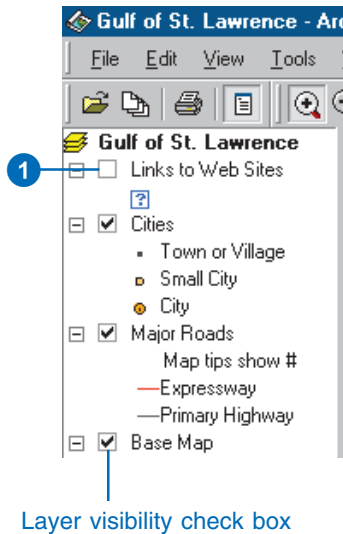 Gulf of St. Lawrence - Ar
File Edit View Tools
Gulf of St. Lawrence
1 Links to Web Sites
?
Cities
Town or Village
Small City
City
Major Roads
Map tips show #
Expressway
Primary Highway
Base Map
Layer visibility check box